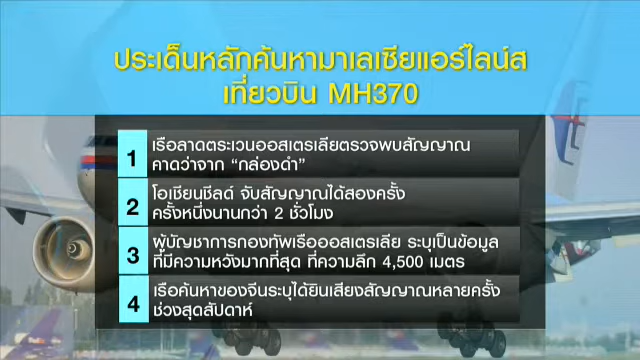 ประเด็นหลักค้นหามาเลเซียแอร์ไลน์ส
เที่ยวบิน MH370
1
เรือลาดตระเวนออสเตรเลียตรวจพบสัญญาณ
คาดว่าจาก “กล่องดำ”
2
โอเชียนชีลด์ จับสัญญาณได้สองครั้ง
ครั้งหนึ่งนานกว่า 2 ชั่วโมง
3
ผู้บัญชาการกองทัพเรือออสเตรเลีย ระบุเป็นข้อมูล
ที่มีความหวังมากที่สุด ที่ความลึก 4,500 เมตร
4
เรือค้นหาของจีนระบุได้ยินเสียงสัญญาณหลายครั้ง
ช่วงสุดสัปดาห์